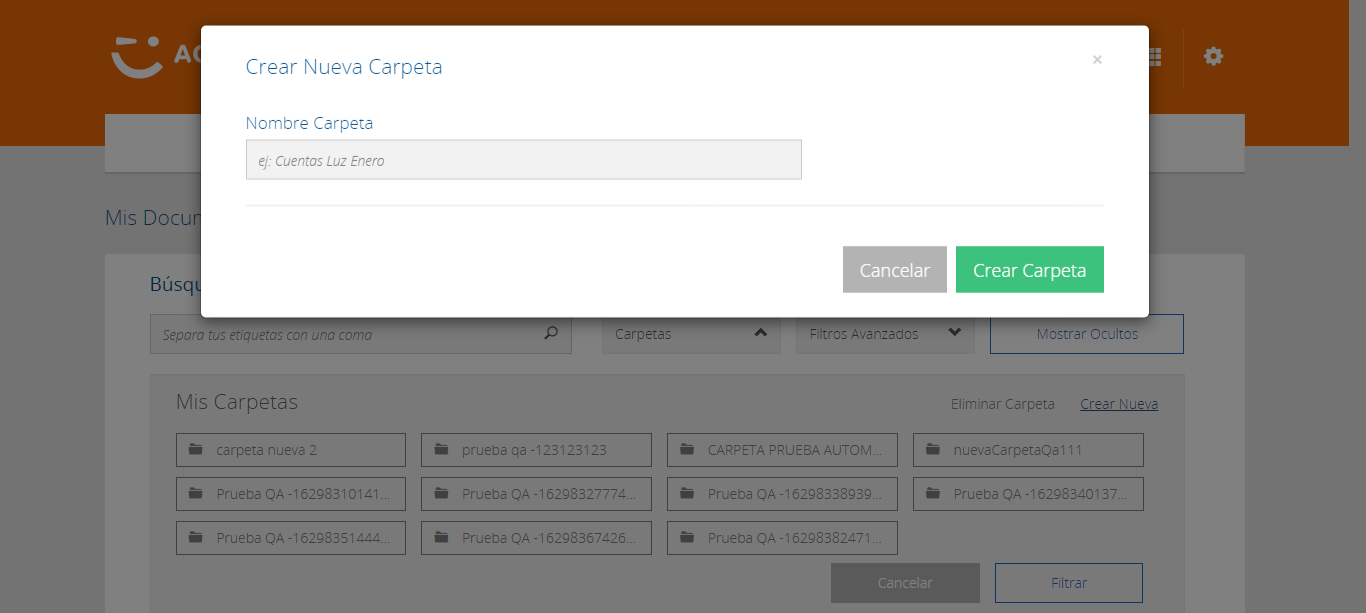 Crear Nueva Carpeta
×
Nombre Carpeta
ej: Cuentas Luz Enero
Cancelar
Crear Carpeta
Separa tus etiquetas con una coma
Carpetas
Filtros Avanzados
Mostrar Ocultos
Mis Carpetas
Eliminar Carpeta
Crear Nueva
carpeta nueva 2
prueba qa -123123123
CARPETA PRUEBA AUTOM...
nuevaCarpetaQa111
Prueba QA -16298310141...
Prueba QA -16298327774...
Prueba QA -16298338939...
Prueba QA -16298340137...
Prueba QA -16298351444...
Prueba QA -16298367426...
Prueba QA -16298382471...
Cancelar
Filtrar